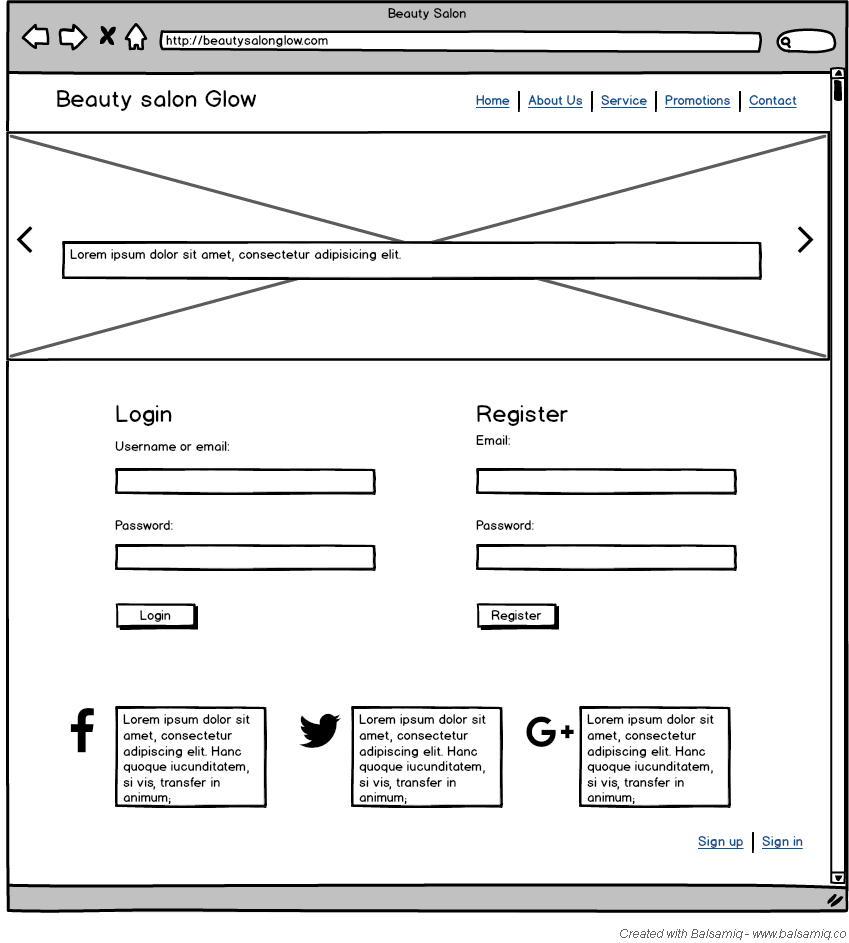 Beauty Salon
http://beautysalonglow.com
Beauty salon Glow
Home
About Us
Service
Promotions
Contact
Lorem ipsum dolor sit amet, consectetur adipisicing elit.
Login
Username or email:
Password:
Login
Register
Email:
Password:
Register
Lorem ipsum dolor sit
amet, consectetur
adipiscing elit. Hanc
quoque iucunditatem,
si vis, transfer in
animum;
Lorem ipsum dolor sit
amet, consectetur
adipiscing elit. Hanc
quoque iucunditatem,
si vis, transfer in
animum;
G+
Lorem ipsum dolor sit
amet, consectetur
adipiscing elit. Hanc
quoque iucunditatem,
si vis, transfer in
animum;
Sign up
Sign in
Created with Balsamiq - www.balsamiq.co